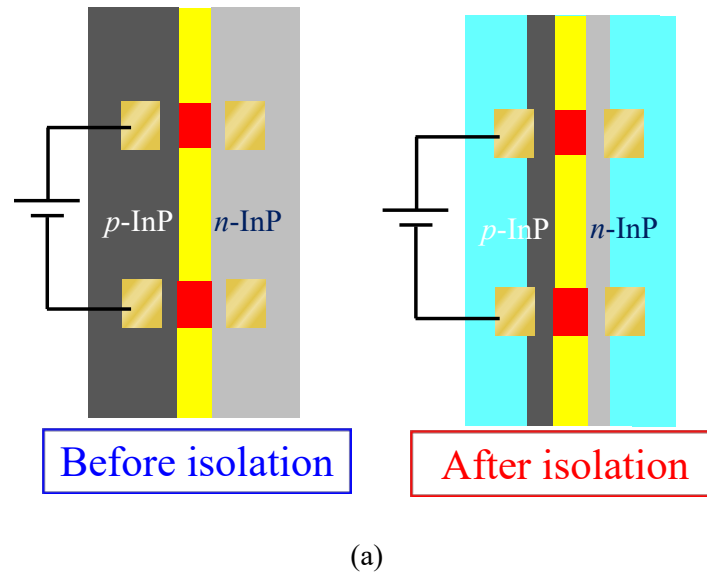 p-InP n-InP
p-InP n-InP
Before isolation
After isolation
(a)